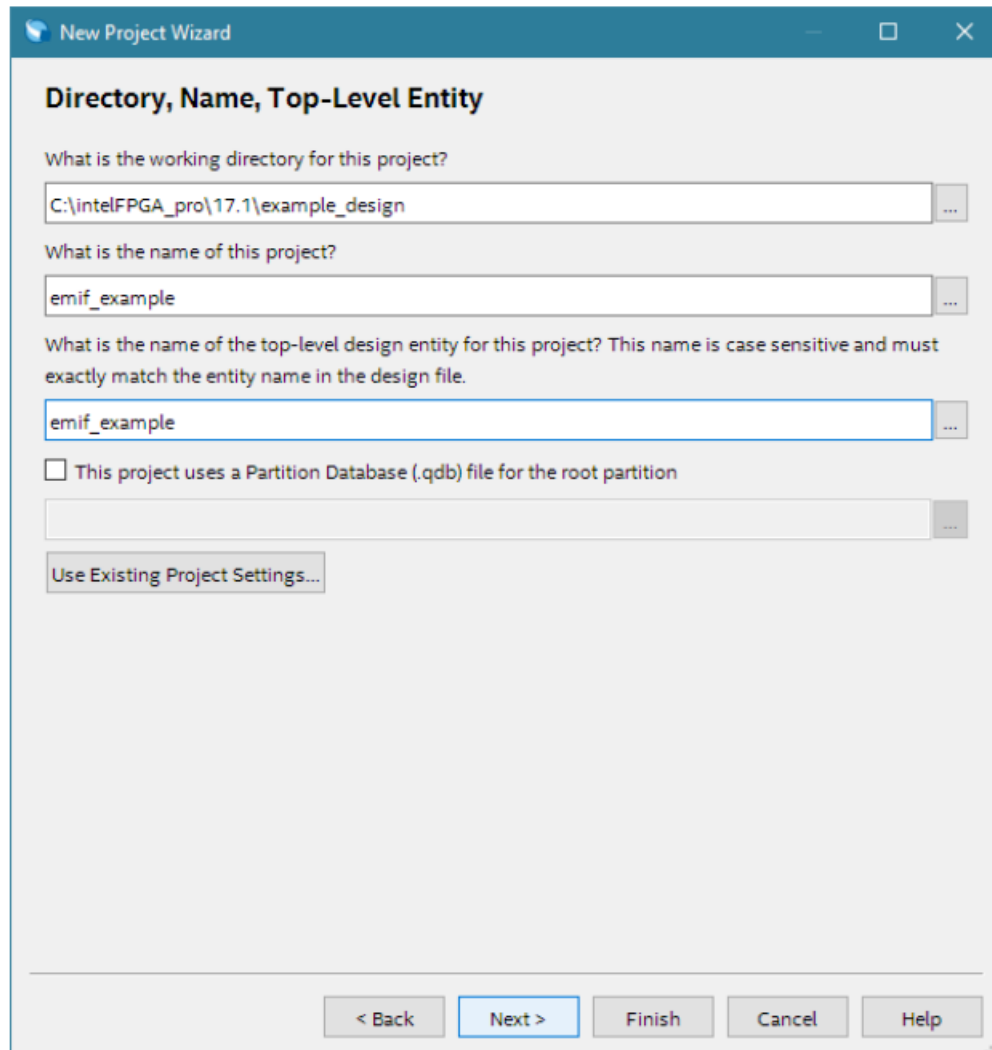 New Project Wizard
Directory, Name, Top-Level Entity
What is the working directory for this project?
C:\intelFPGA_pro\17.1\example_design
...
What is the name of this project?
emif_example
...
What is the name of the top-level design entity for this project? This name is case sensitive and must
exactly match the entity name in the design file.
emif_example
...
This project uses a Partition Database (.qdb) file for the root partition
...
Use Existing Project Settings...
< Back
Next >
Finish
Cancel
Help